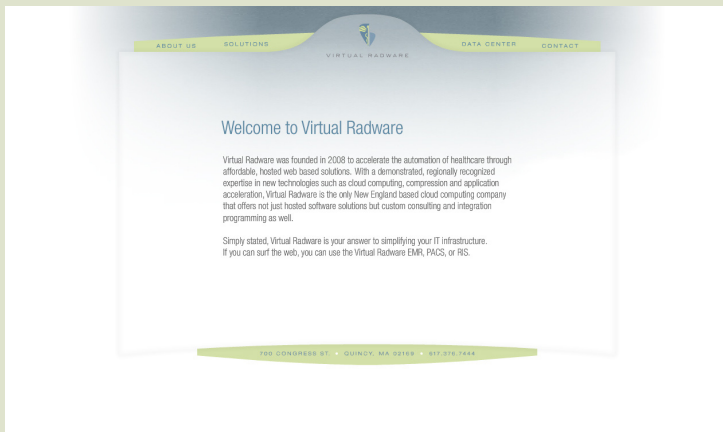 ABOUT US
SOLUTIONS
DATA CENTER
CONTACT
VIRTUAL RADWARE
Welcome to Virtual Radware
Virtual Radware was founded in 2008 to accelerate the automation of healthcare through
affordable, hosted web based solutions. With a demonstrated, regionally recognized
expertise in new technologies such as cloud computing, compression and application
acceleration, Virtual Radware is the only New England based cloud computing company
that offers not just hosted software solutions but custom consulting and integration
programming as well.
Simply stated, Virtual Radware is your answer to simplifying your IT infrastructure.
If you can surf the web, you can use the Virtual Radware EMR, PACS, or RIS.
700 CONGRESS ST. • QUINCY, MA 02169 • 617.376.7444